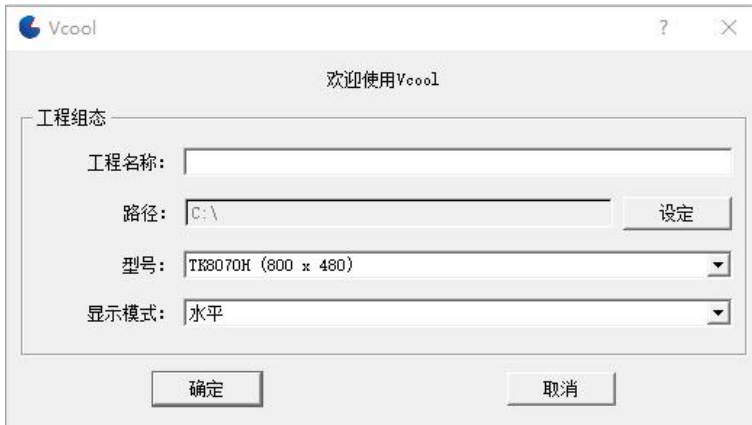 Vcool
欢迎使用Vcool
工程组态
工程名称:
路径: C:\ 设定
型号: TK8070H (800 x 480)
显示模式: 水平
确定 取消